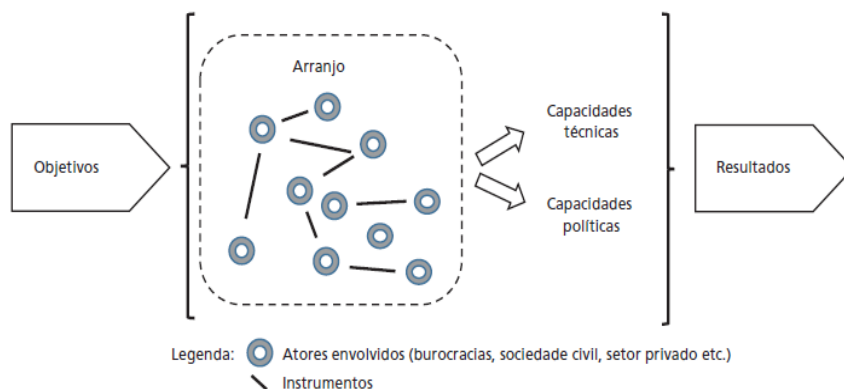 Arranjo
Objetivos
Capacidades
técnicas
Capacidades
políticas
Resultados
Legenda:
Atores envolvidos (burocracias, sociedade civil, setor privado etc.)
Instrumentos